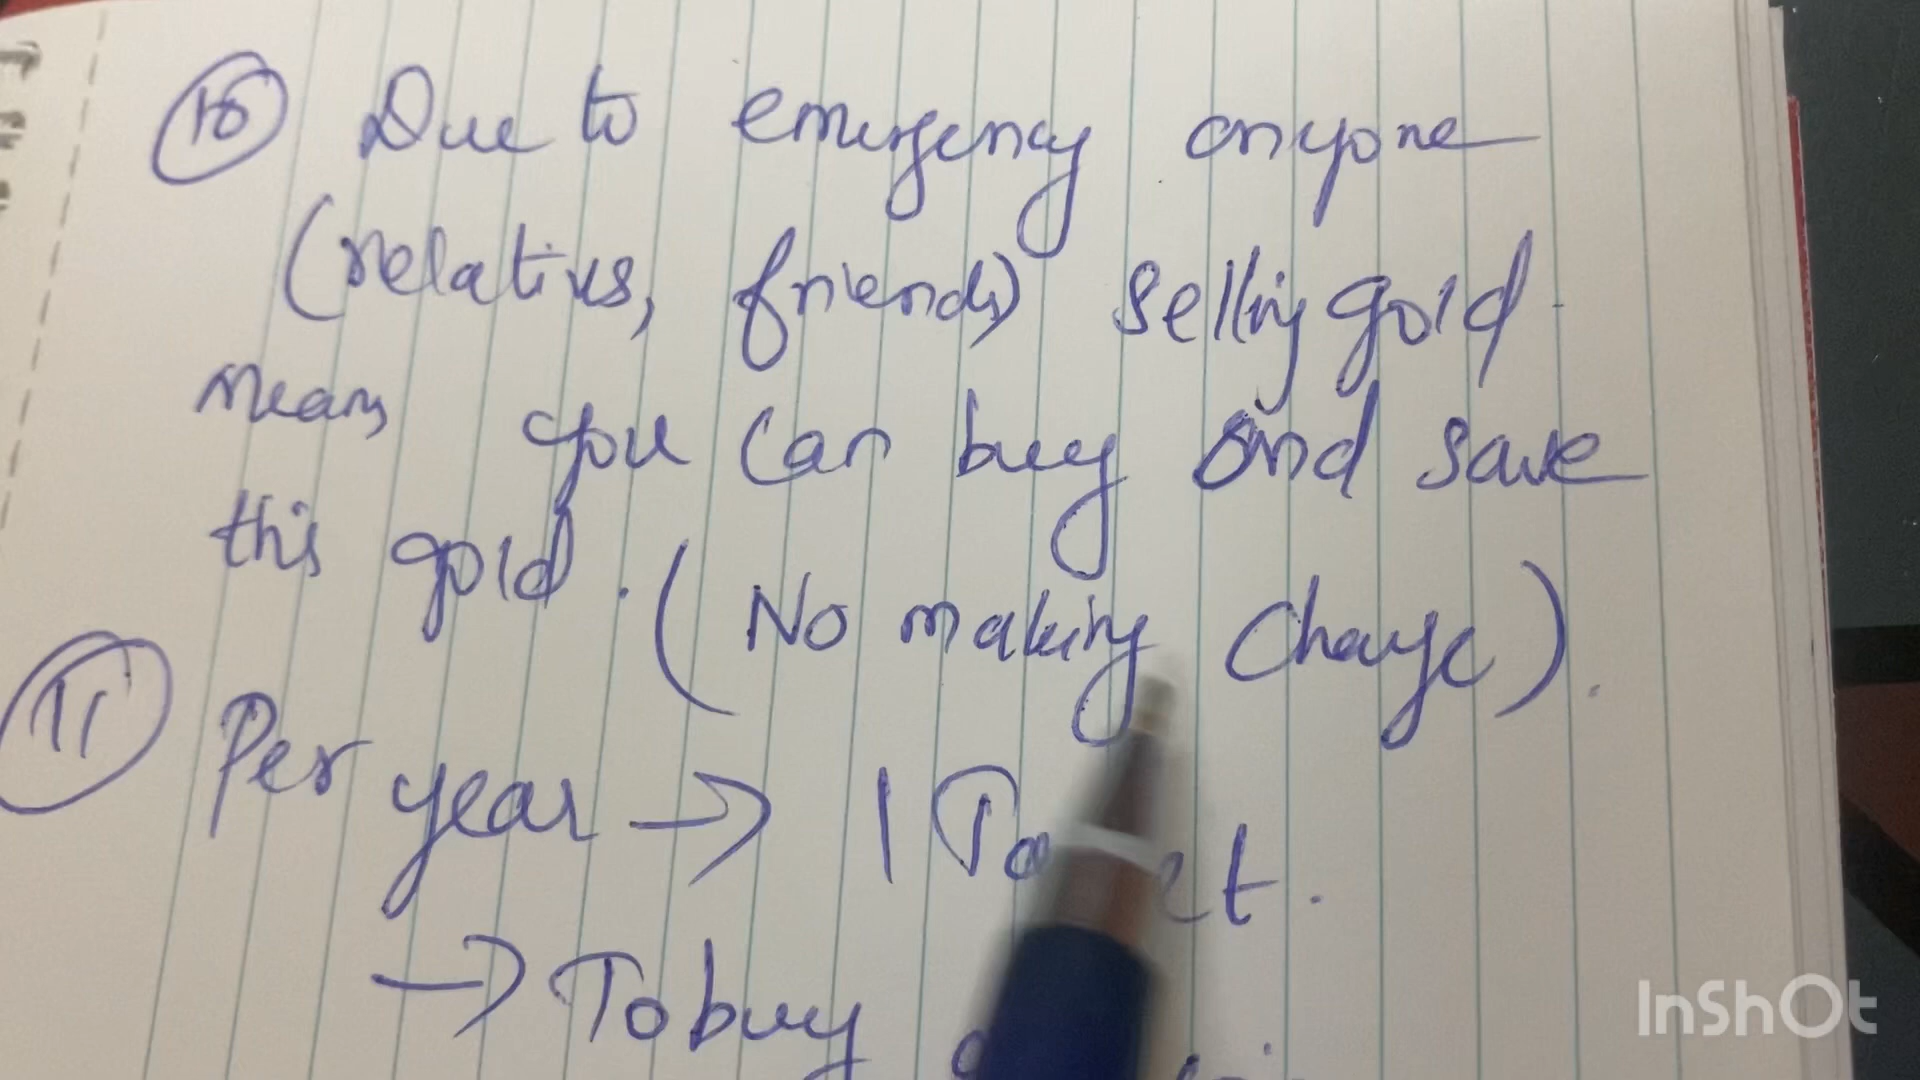 10 Due to emergency anyone
(relatives, friends) selling gold
means you can buy and save
this gold. (No making charge).
11 Per year → 1
→ To buy
InShOt